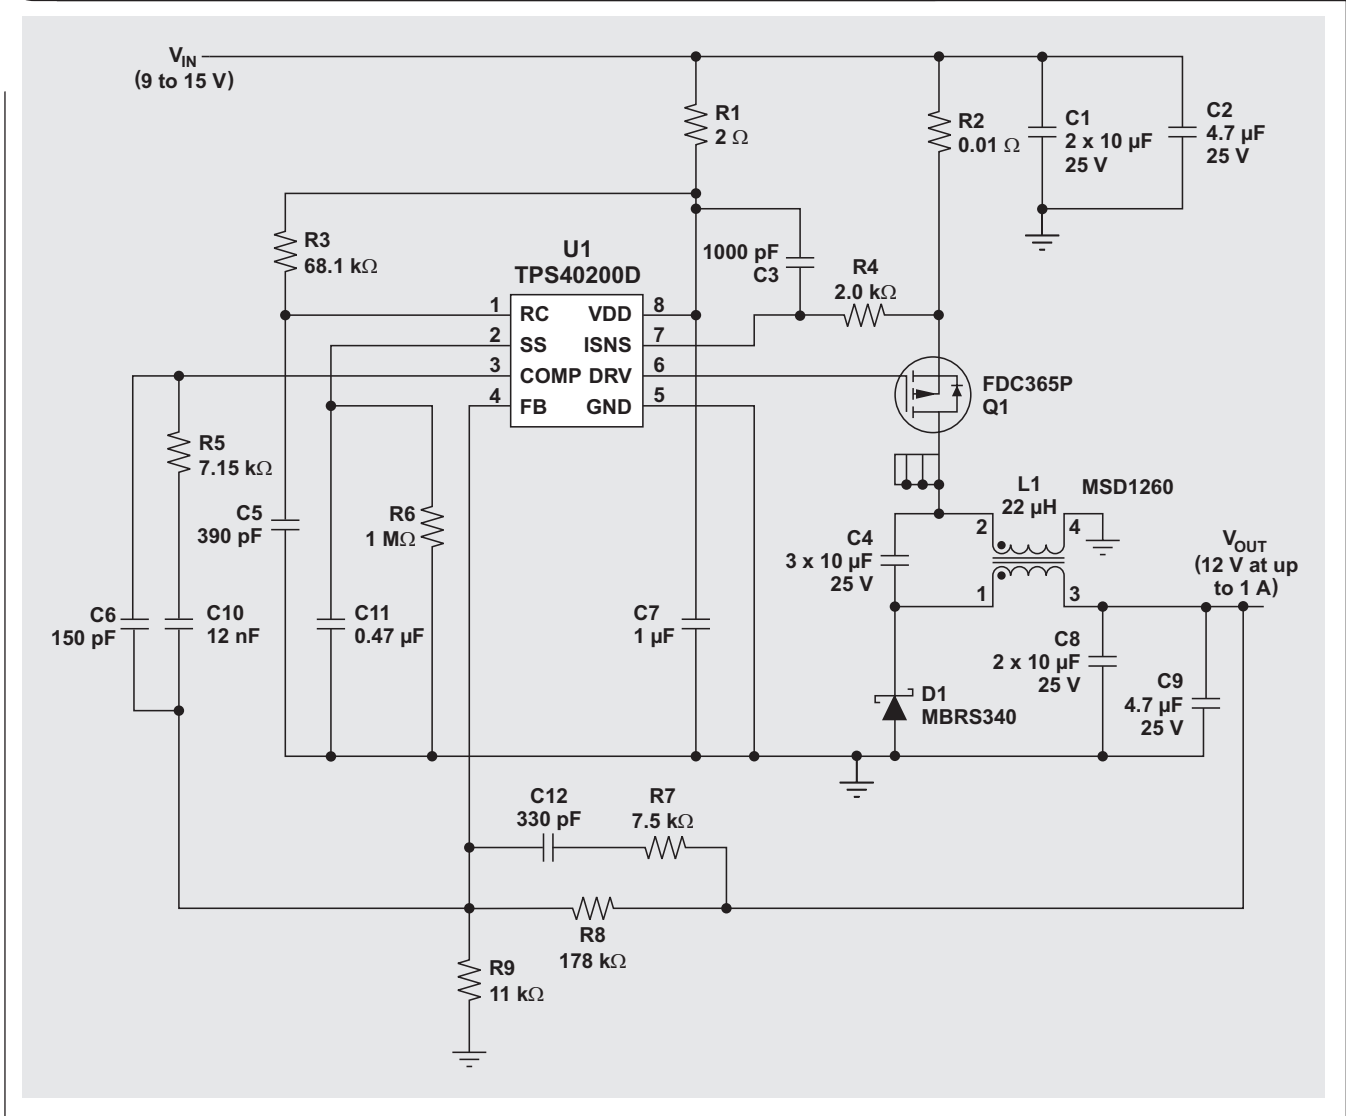 V_IN
(9 to 15 V)
R1
2 Ω
R2
0.01 Ω
C1
2 x 10 µF
25 V
C2
4.7 µF
25 V
R3
68.1 kΩ
U1
TPS40200D
1000 pF
C3
R4
2.0 kΩ
1 RC VDD 8
2 SS ISNS 7
3 COMP DRV 6
4 FB GND 5
FDC365P
Q1
R5
7.15 kΩ
C5
390 pF
R6
1 MΩ
L1
22 µH
MSD1260
2
4
1
3
C4
3 x 10 µF
25 V
V_OUT
(12 V at up
to 1 A)
C6
150 pF
C10
12 nF
C11
0.47 µF
C7
1 µF
C8
2 x 10 µF
25 V
C9
4.7 µF
25 V
D1
MBRS340
C12
330 pF
R7
7.5 kΩ
R8
178 kΩ
R9
11 kΩ